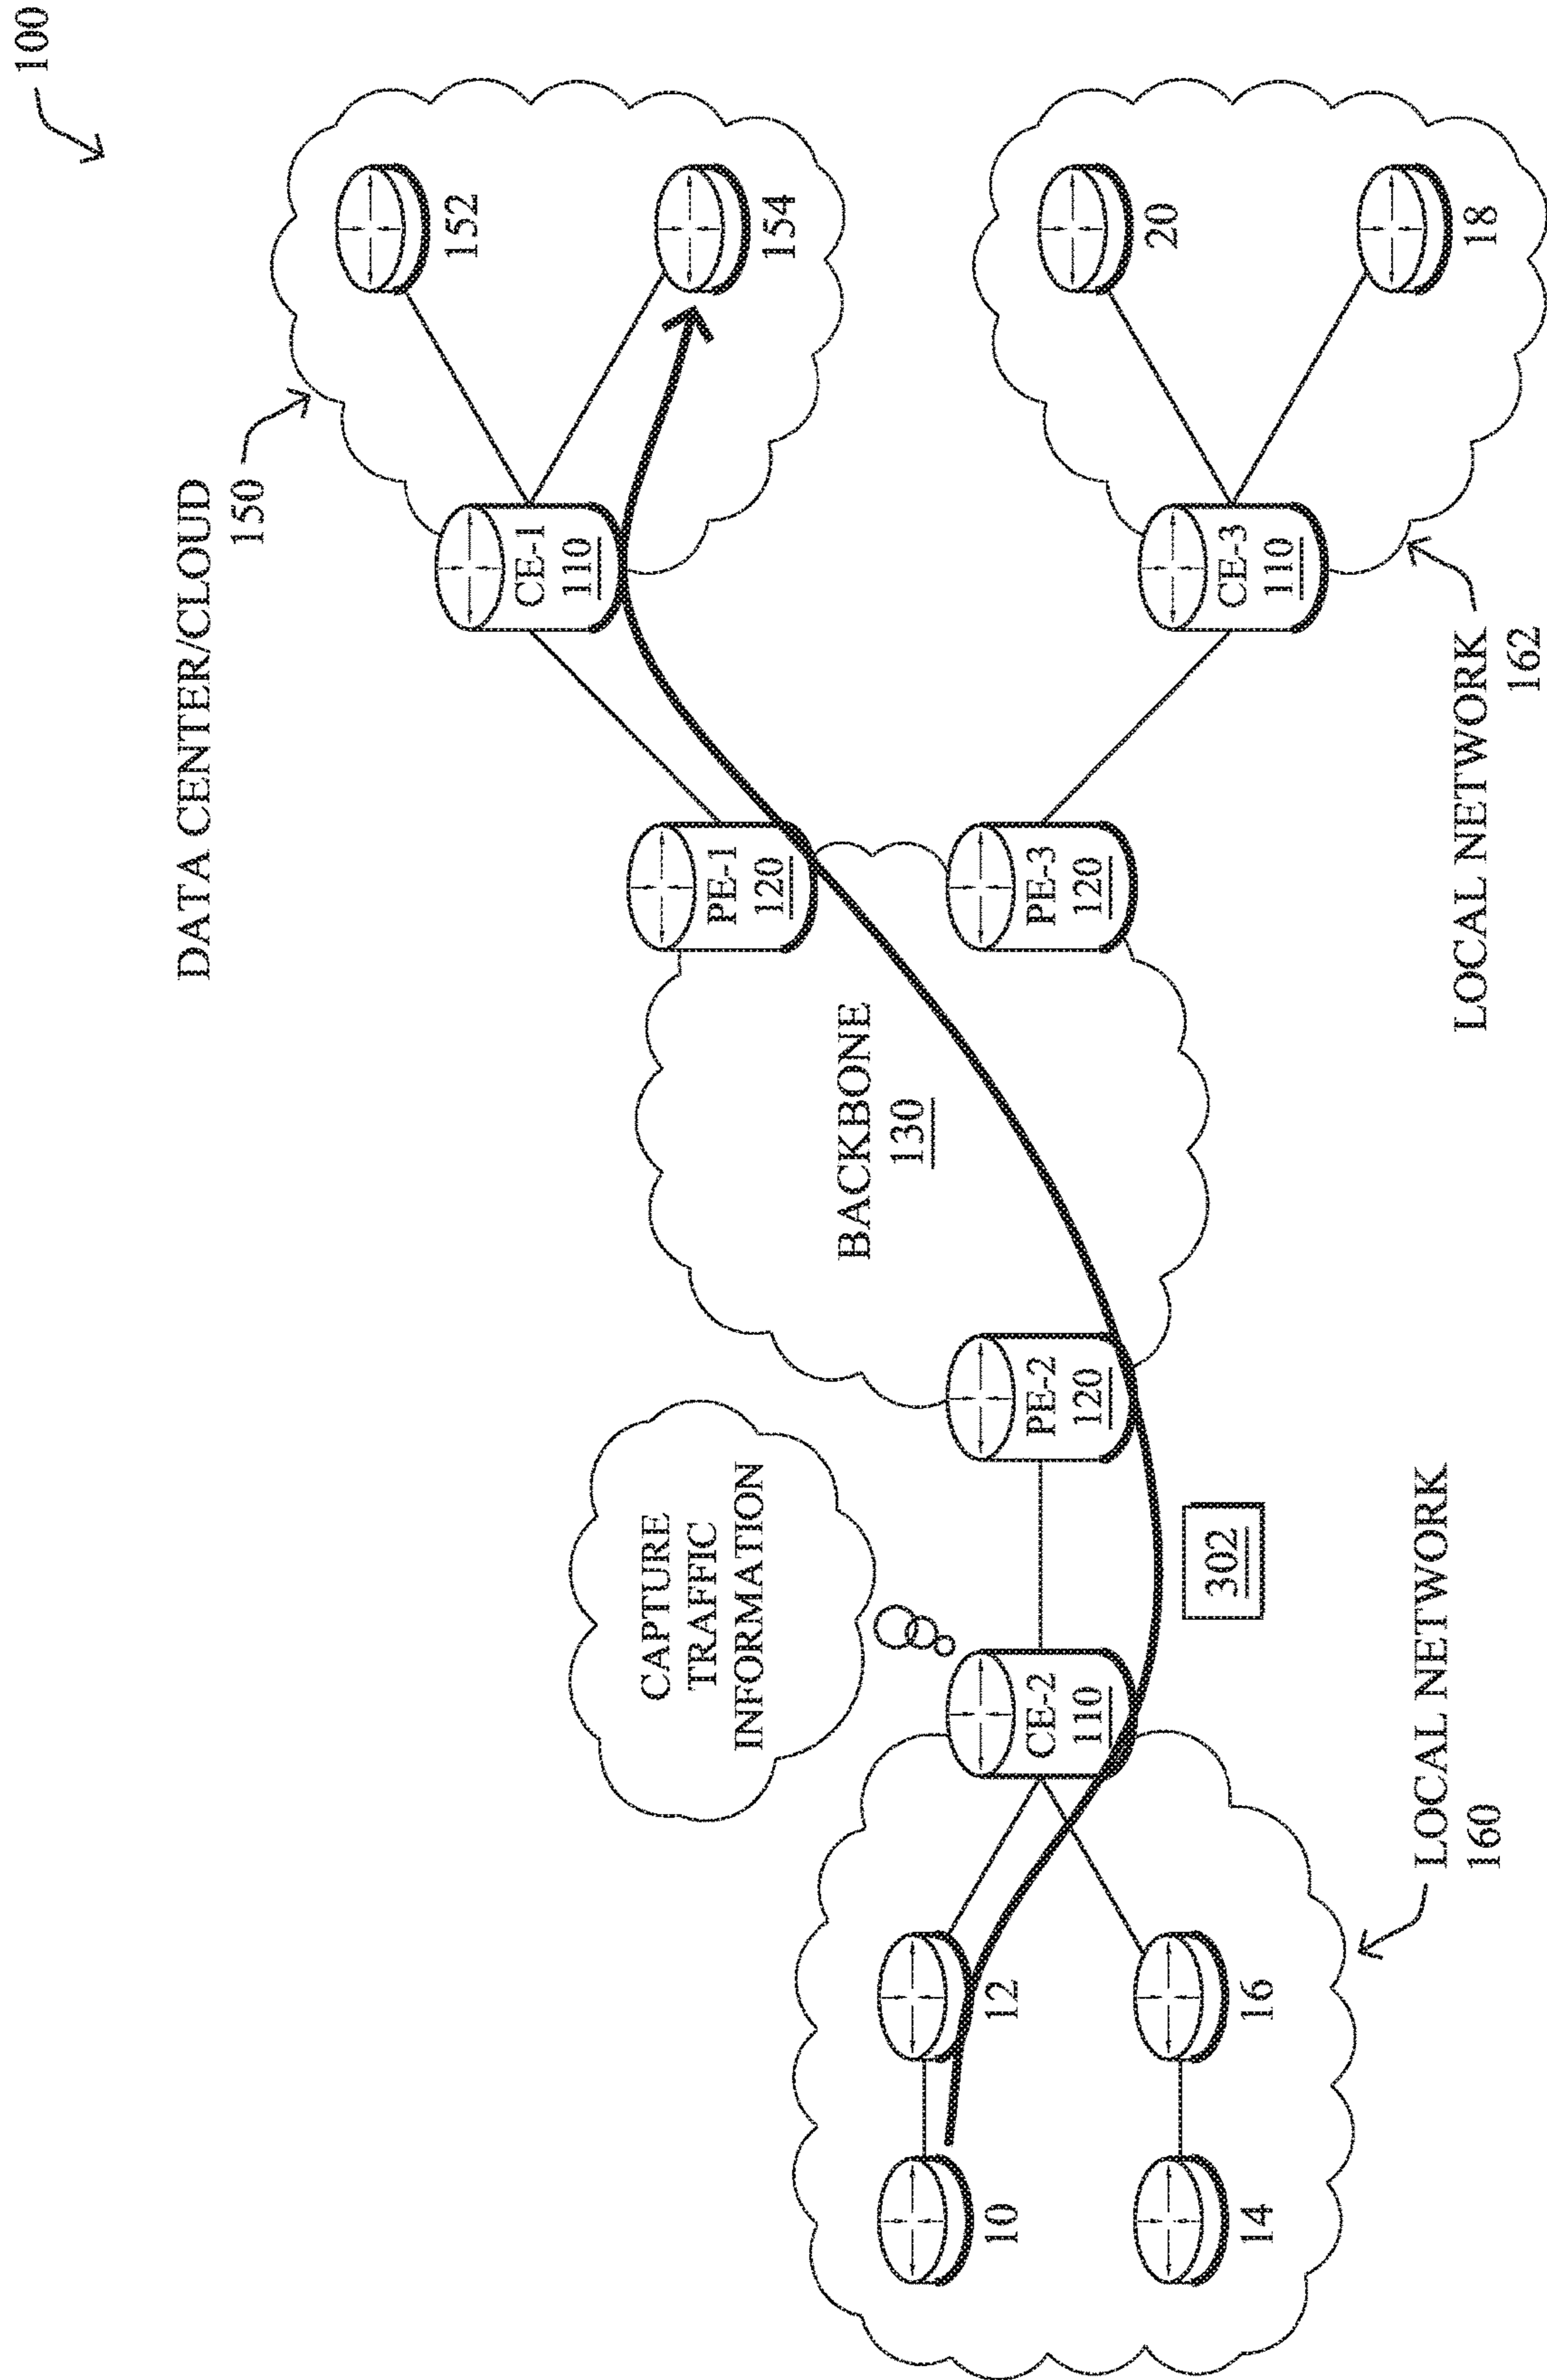 100
DATA CENTER/CLOUD
150
152
154
CE-1
110
PE-1
120
BACKBONE
130
CAPTURE
TRAFFIC
INFORMATION
10
12
14
16
CE-2
110
302
PE-2
120
PE-3
120
CE-3
110
20
18
LOCAL NETWORK
160
LOCAL NETWORK
162